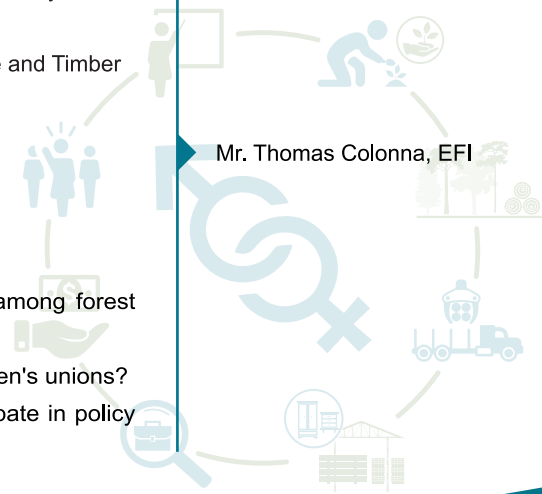 and Timber
Mr. Thomas Colonna, EFI
among forest
en's unions?
pate in policy